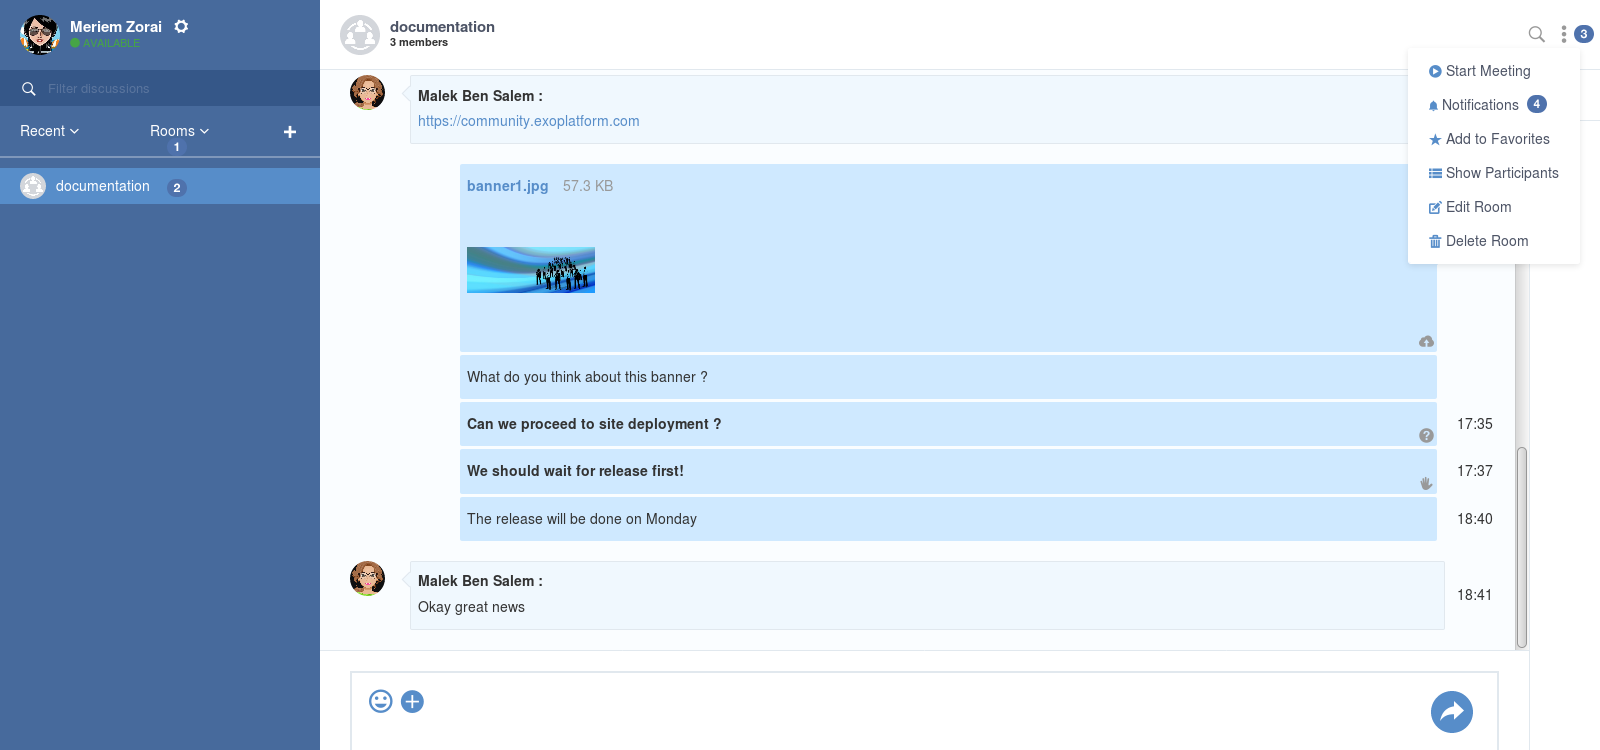 Meriem Zorai
AVAILABLE
Filter discussions
Recent
Rooms
1
documentation
2
documentation
3 members
3
Start Meeting
Notifications 4
Add to Favorites
Show Participants
Edit Room
Delete Room
Malek Ben Salem :
https://community.exoplatform.com
banner1.jpg 57.3 KB
What do you think about this banner ?
Can we proceed to site deployment ?
17:35
We should wait for release first!
17:37
The release will be done on Monday
18:40
Malek Ben Salem :
Okay great news
18:41